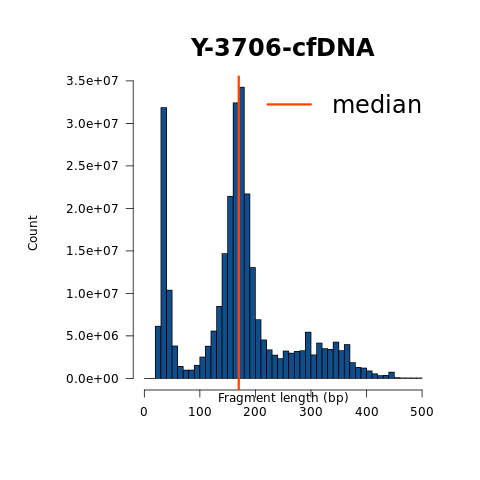 Y-3706-cfDNA
3.5e+07
3.0e+07
2.5e+07
2.0e+07
1.5e+07
1.0e+07
5.0e+06
0.0e+00
Count
median
Fragment length (bp)
0 100 200 300 400 500